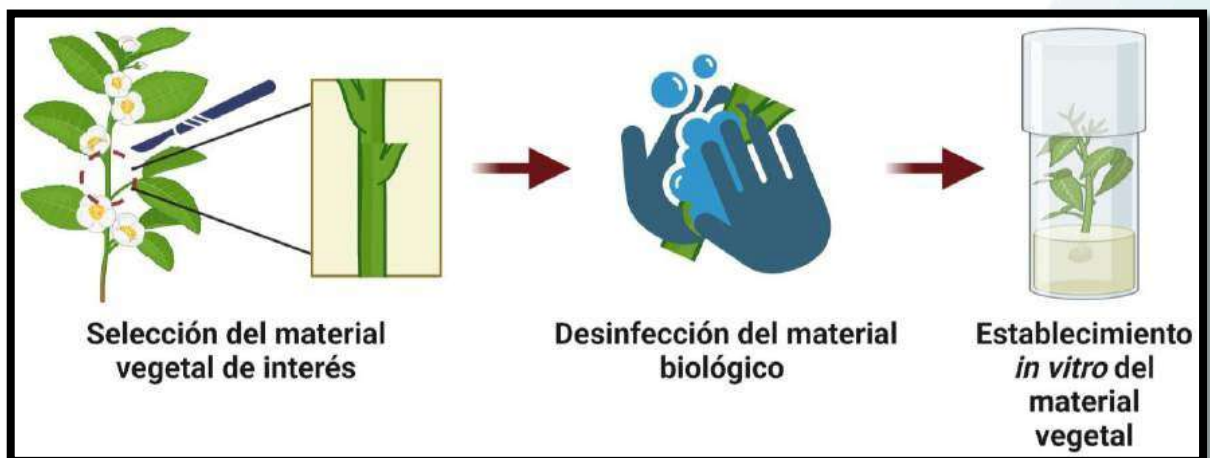 Selección del material
vegetal de interés
Desinfección del material
biológico
Establecimiento
in vitro del
material
vegetal